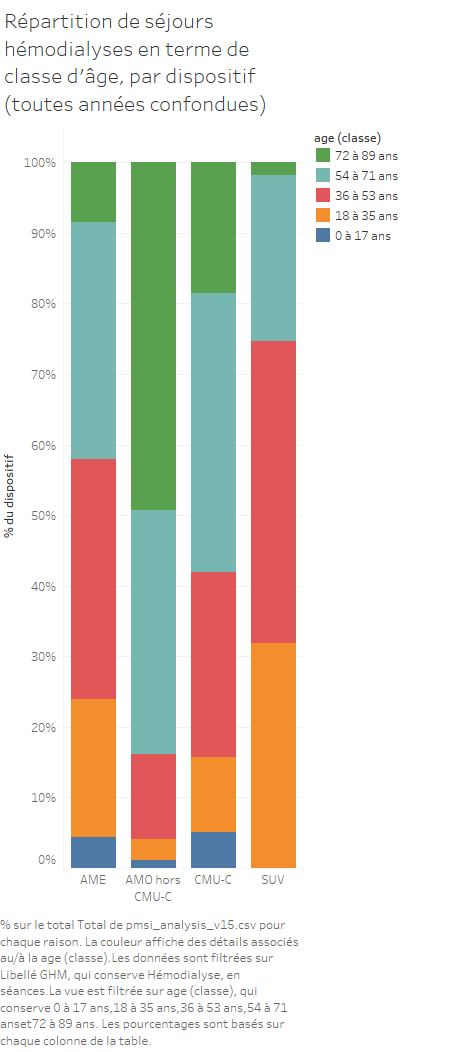 Répartition de séjours
hémodialyses en terme de
classe d'âge, par dispositif
(toutes années confondues)
age (classe)
72 à 89 ans
54 à 71 ans
36 à 53 ans
18 à 35 ans
0 à 17 ans
% du dispositif
100%
90%
80%
70%
60%
50%
40%
30%
20%
10%
0%
AME
AMO hors
CMU-C
CMU-C
SUV
% sur le total Total de pmsi_analysis_v15.csv pour
chaque raison. La couleur affiche des détails associés
au/à la age (classe).Les données sont filtrées sur
Libellé GHM, qui conserve Hémodialyse, en
séances.La vue est filtrée sur age (classe), qui
conserve 0 à 17 ans,18 à 35 ans,36 à 53 ans,54 à 71
anset72 à 89 ans. Les pourcentages sont basés sur
chaque colonne de la table.